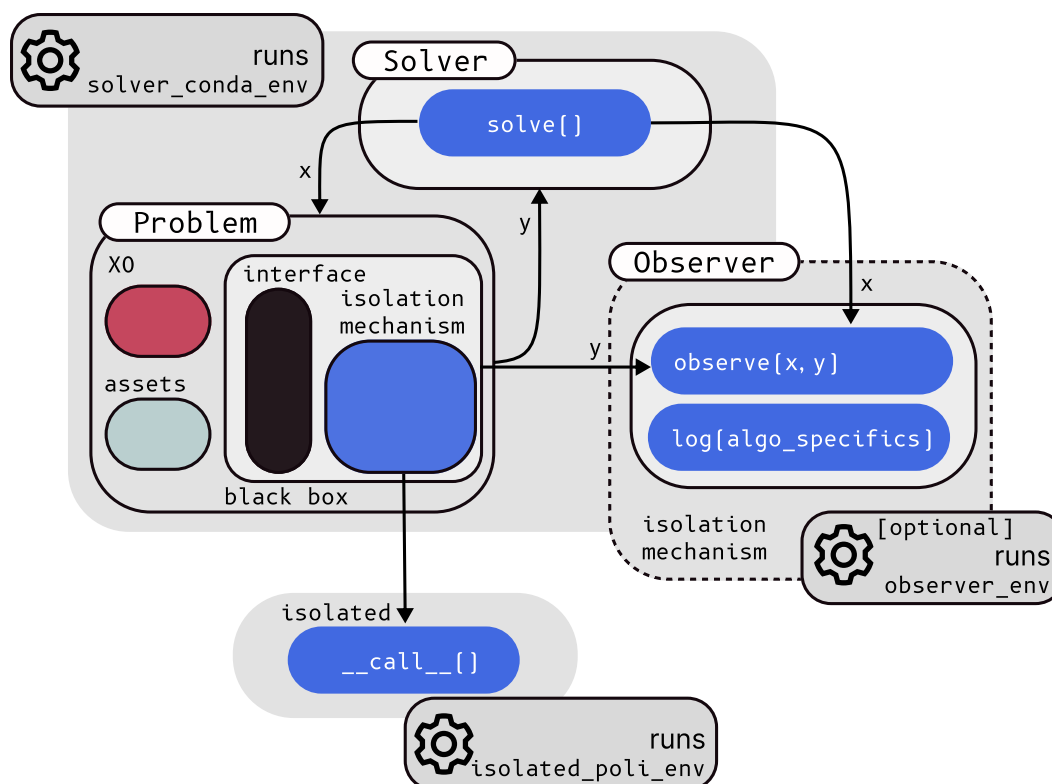 runs
solver_conda_env
Solver
solve[]
x
y
Problem
X0
interface
isolation
mechanism
assets
black box
Observer
x
y
observe[x, y]
log[algo_specifics]
isolation
mechanism
[optional]
runs
observer_env
isolated
__call__[]
runs
isolated_poli_env